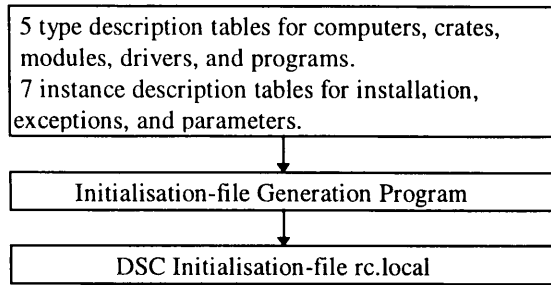 5 type description tables for computers, crates,
modules, drivers, and programs.
7 instance description tables for installation,
exceptions, and parameters.
Initialisation-file Generation Program
DSC Initialisation-file rc.local